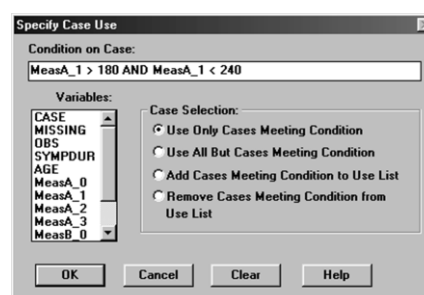 Specify Case Use
Condition on Case:
MeasA_1 > 180 AND MeasA_1 < 240
Variables:
CASE
MISSING
OBS
SYMPDUR
AGE
MeasA_0
MeasA_1
MeasA_2
MeasA_3
MeasB_0
Case Selection:
Use Only Cases Meeting Condition
Use All But Cases Meeting Condition
Add Cases Meeting Condition to Use List
Remove Cases Meeting Condition from
Use List
OK
Cancel
Clear
Help